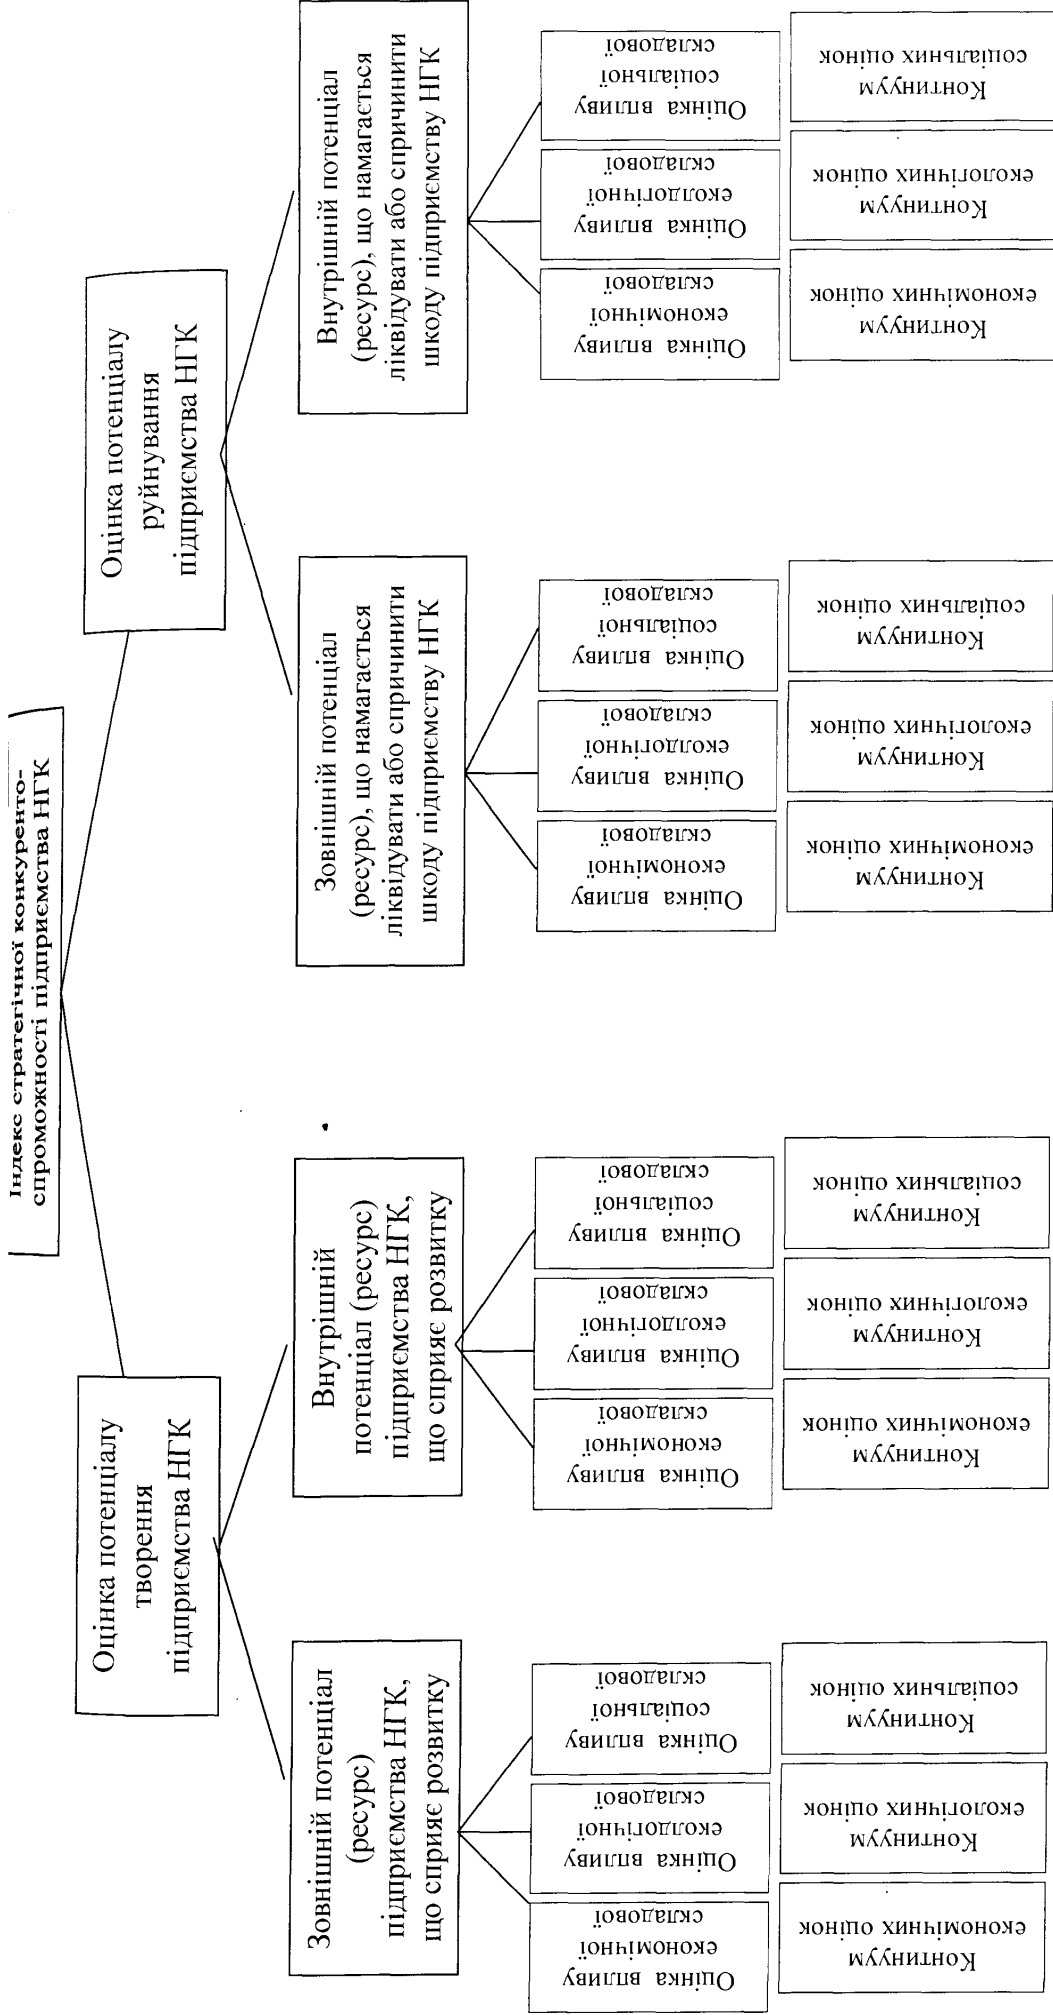 Індекс стратегічної конкуренто-
спроможності підприємства НГК
Оцінка потенціалу
творення
підприємства НГК
Оцінка потенціалу
руйнування
підприємства НГК
Зовнішній потенціал
(ресурс)
підприємства НГК,
що сприяє розвитку
Внутрішній
потенціал (ресурс)
підприємства НГК,
що сприяє розвитку
Зовнішній потенціал
(ресурс), що намагається
ліквідувати або спричинити
шкоду підприємству НГК
Внутрішній потенціал
(ресурс), що намагається
ліквідувати або спричинити
шкоду підприємству НГК
Оцінка впливу
економічної
складової
Оцінка впливу
еколдогічної
складової
Оцінка впливу
соціальної
складової
Оцінка впливу
економічної
складової
Оцінка впливу
еколдогічної
складової
Оцінка впливу
соціальної
складової
Оцінка впливу
економічної
складової
Оцінка впливу
еколдогічної
складової
Оцінка впливу
соціальної
складової
Оцінка впливу
економічної
складової
Оцінка впливу
еколдогічної
складової
Оцінка впливу
соціальної
складової
Континуум
економічних оцінок
Континуум
екологічних оцінок
Континуум
соціальних оцінок
Континуум
економічних оцінок
Континуум
екологічних оцінок
Континуум
соціальних оцінок
Континуум
економічних оцінок
Континуум
екологічних оцінок
Континуум
соціальних оцінок
Континуум
економічних оцінок
Континуум
екологічних оцінок
Континуум
соціальних оцінок